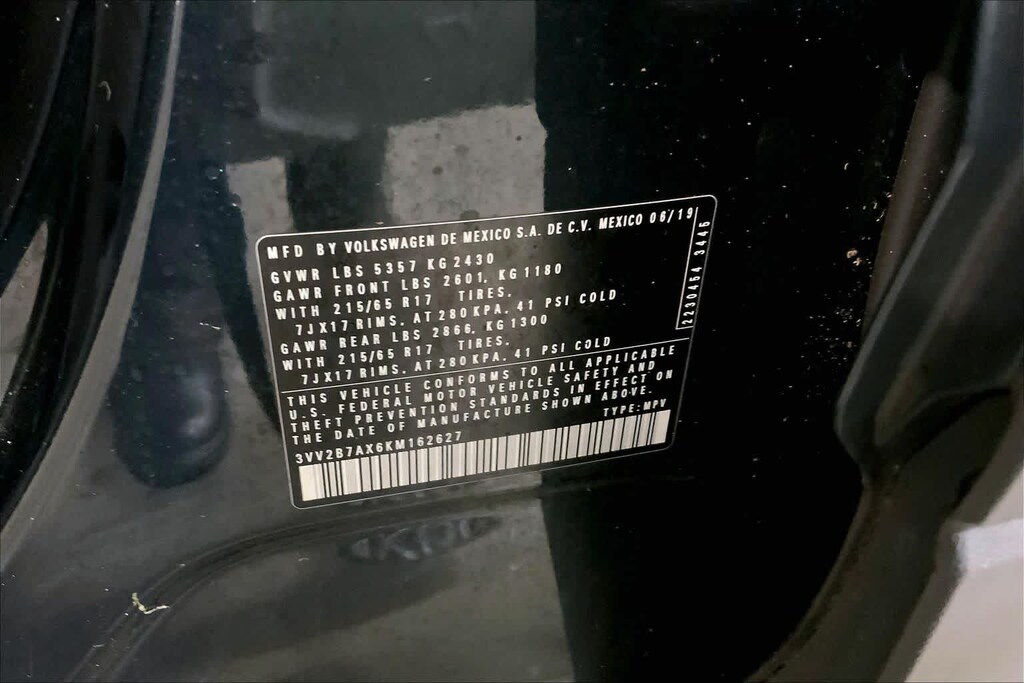 MFD BY VOLKSWAGEN DE MEXICO S.A. DE C.V. MEXICO 06/19
GVWR LBS 5357 KG 2430
GAWR FRONT LBS 2601, KG 1180
WITH 215/65 R17 TIRES,
7JX17 RIMS, AT 280 KPA, 41 PSI COLD
GAWR REAR LBS 2866, KG 1300
WITH 215/65 R17 TIRES,
7JX17 RIMS, AT 280 KPA, 41 PSI COLD
2230454 3445
THIS VEHICLE CONFORMS TO ALL APPLICABLE
U.S. FEDERAL MOTOR VEHICLE SAFETY AND
THEFT PREVENTION STANDARDS IN EFFECT ON
THE DATE OF MANUFACTURE SHOWN ABOVE.
TYPE: MPV
3VV2B7AX6KM162627